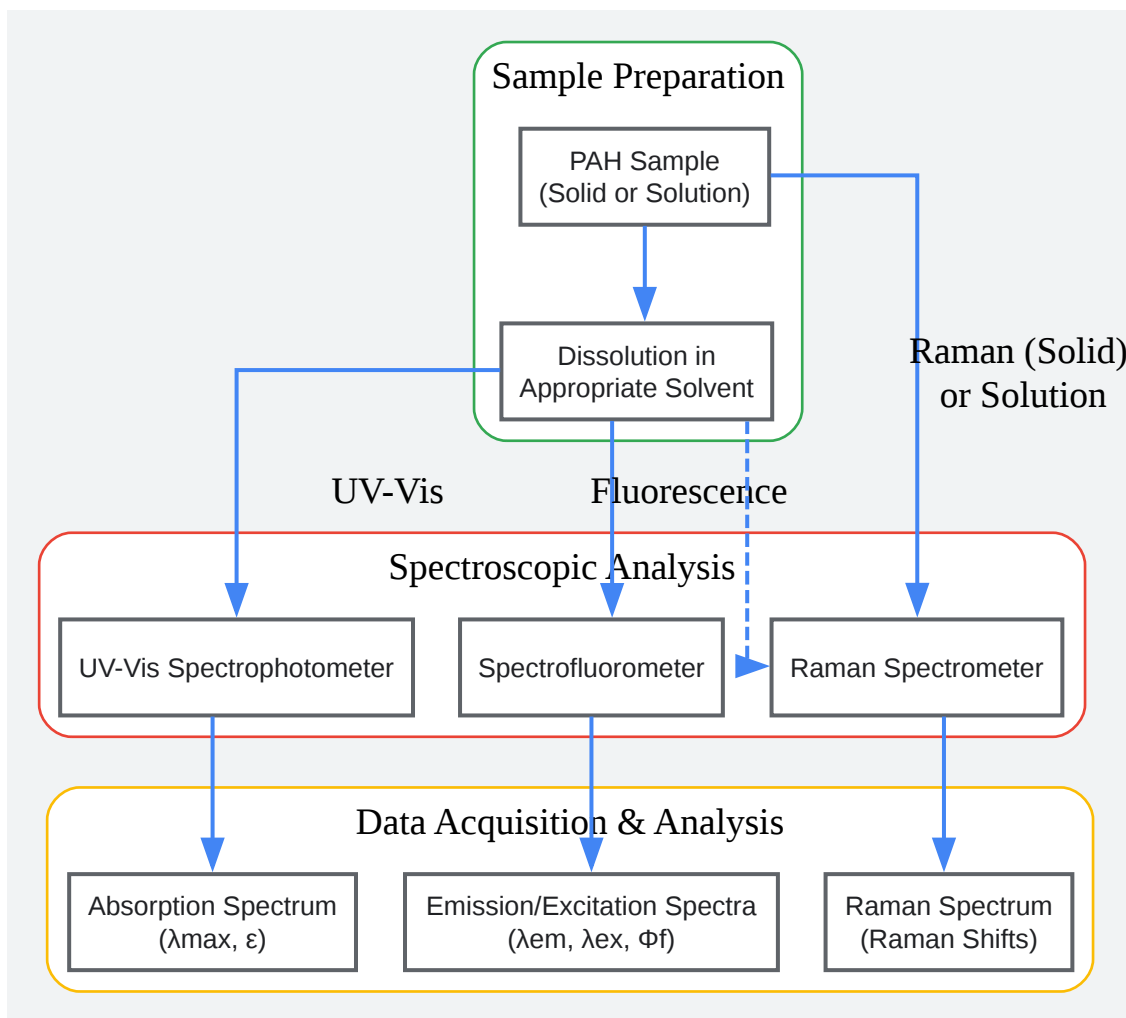 Sample Preparation
PAH Sample
(Solid or Solution)
Dissolution in
Appropriate Solvent
Raman (Solid)
or Solution
UV-Vis
Fluorescence
Spectroscopic Analysis
UV-Vis Spectrophotometer
Spectrofluorometer
Raman Spectrometer
Data Acquisition & Analysis
Absorption Spectrum
(λmax, ε)
Emission/Excitation Spectra
(λem, λex, Φf)
Raman Spectrum
(Raman Shifts)